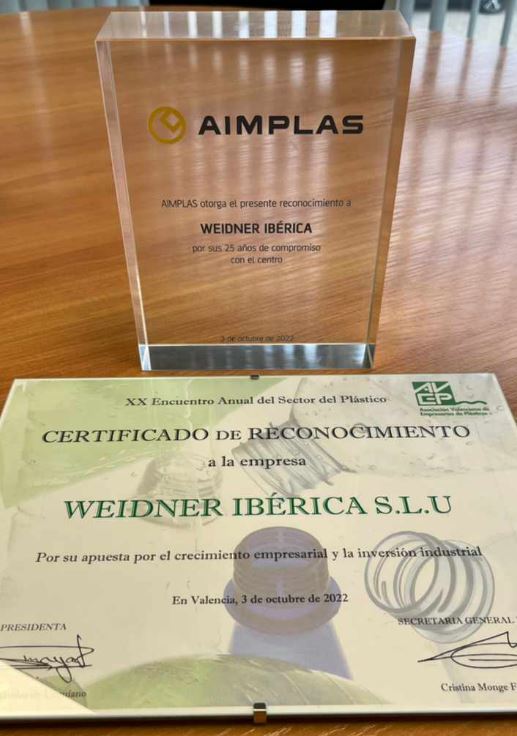 AIMPLAS
AIMPLAS otorga el presente reconocimiento a
WEIDNER IBÉRICA
por sus 25 años de compromiso
con el centro
3 de octubre de 2022
AVEP
Asociación Valenciana de
Empresarios de Plásticos
XX Encuentro Anual del Sector del Plástico
CERTIFICADO DE RECONOCIMIENTO
a la empresa
WEIDNER IBÉRICA S.L.U
Por su apuesta por el crecimiento empresarial y la inversión industrial
En Valencia, 3 de octubre de 2022
PRESIDENTA
SECRETARIA GENERAL
Cristina Monge F